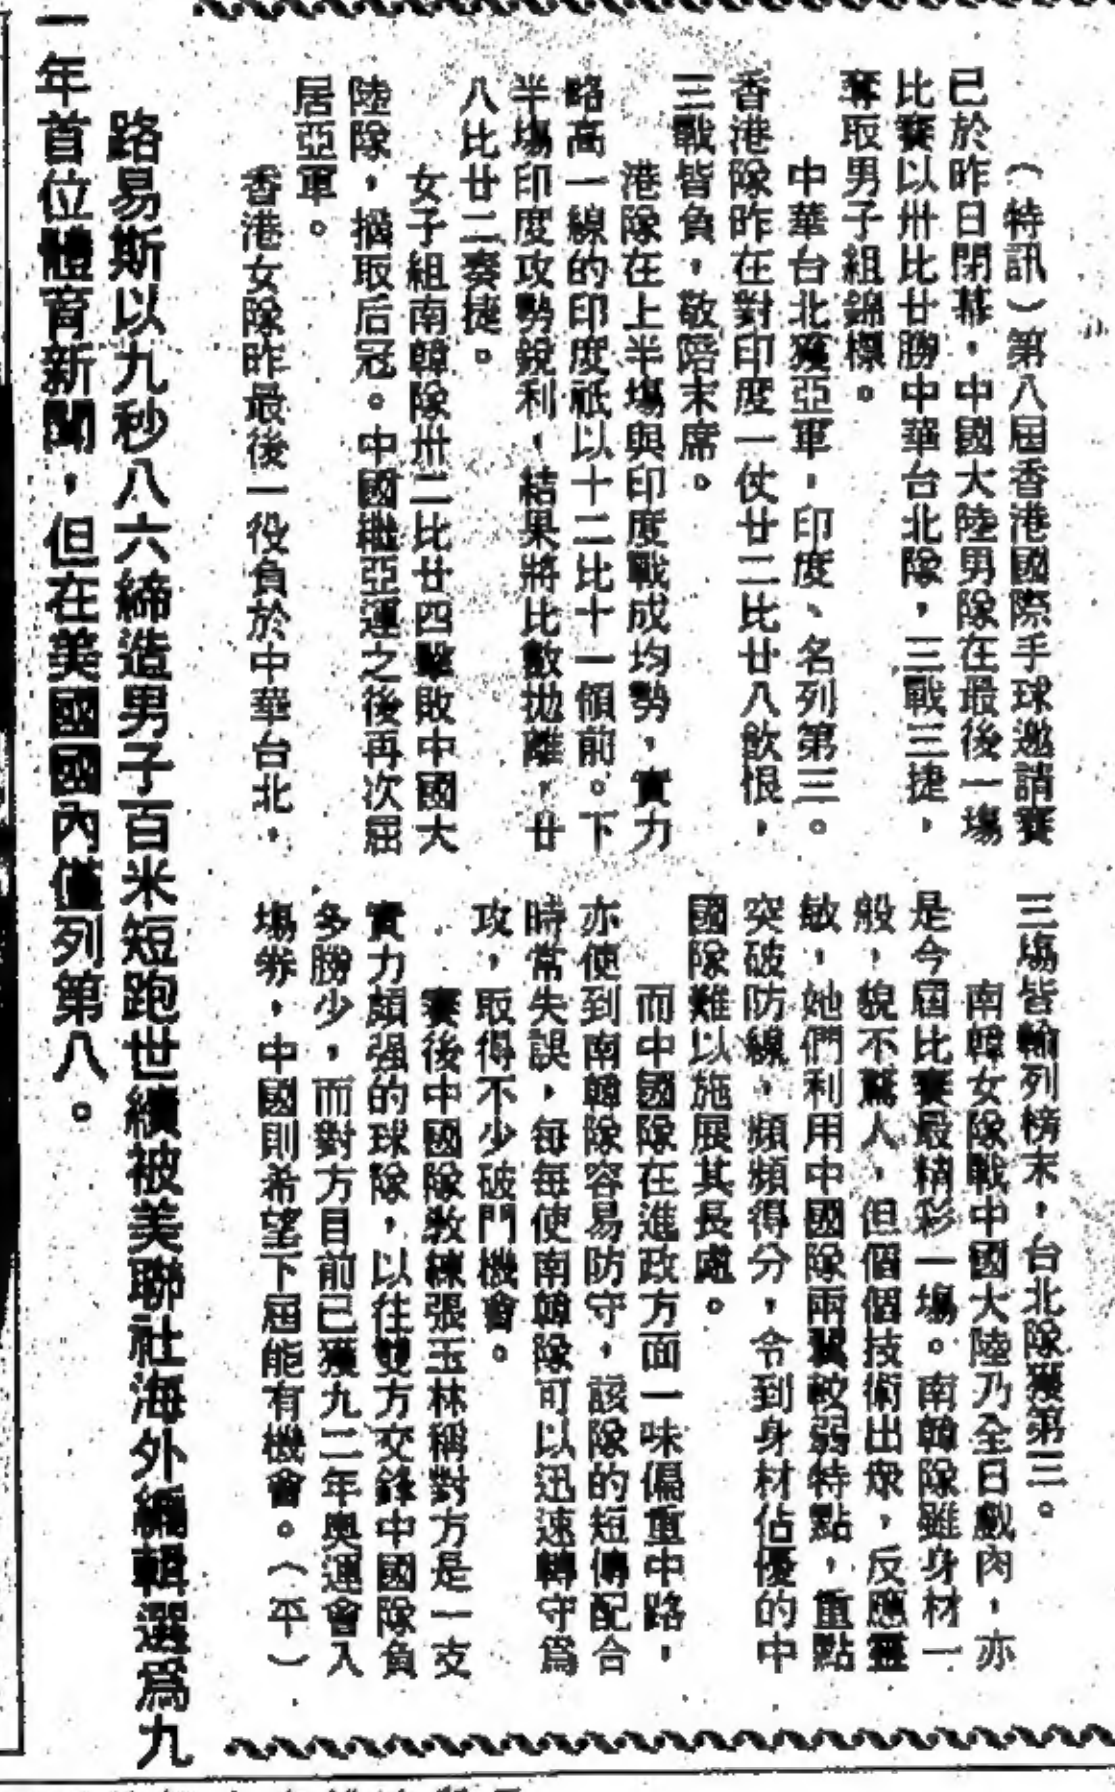 （特訊）第八屆香港國際手球邀請賽
已於昨日閉幕，中國大陸男隊在最後一場
比賽以卅比廿勝中華台北隊，三戰三捷，
奪取男子組錦標。
中華台北獲亞軍，印度、名列第三。
香港隊昨在對印度一仗廿二比廿八飲恨，
三戰皆負，敬陪末席。
港隊在上半場與印度戰成均勢，實力
略高一線的印度祇以十二比十一領前。下
半場印度攻勢銳利，結果將比數拋離，廿
八比廿二奏捷。
女子組南韓隊卅二比廿四擊敗中國大
陸隊，摘取后冠。中國繼亞運之後再次屈
居亞軍。
香港女隊昨最後一役負於中華台北，
三場皆輸列榜末，台北隊獲第三。
南韓女隊戰中國大陸乃全日戲肉，亦
是今屆比賽最精彩一場。南韓隊雖身材一
般，貌不驚人，但個個技術出眾，反應靈
敏，她們利用中國隊兩翼較弱特點，重點
突破防線，頻頻得分，令到身材佔優的中
國隊難以施展其長處。
而中國隊在進政方面一味偏重中路，
亦使到南韓隊容易防守，該隊的短傳配合
時常失誤，每每使南韓隊可以迅速轉守爲
攻，取得不少破門機會。
賽後中國隊教練張玉林稱對方是一支
實力頗强的球隊，以往雙方交鋒中國隊負
多勝少，而對方目前已獲九二年奧運會入
場券，中國則希望下屆能有機會。（平）
路易斯以九秒八六締造男子百米短跑世績被美聯社海外編輯選爲九
一年首位體育新聞，但在美國國內僅列第八。